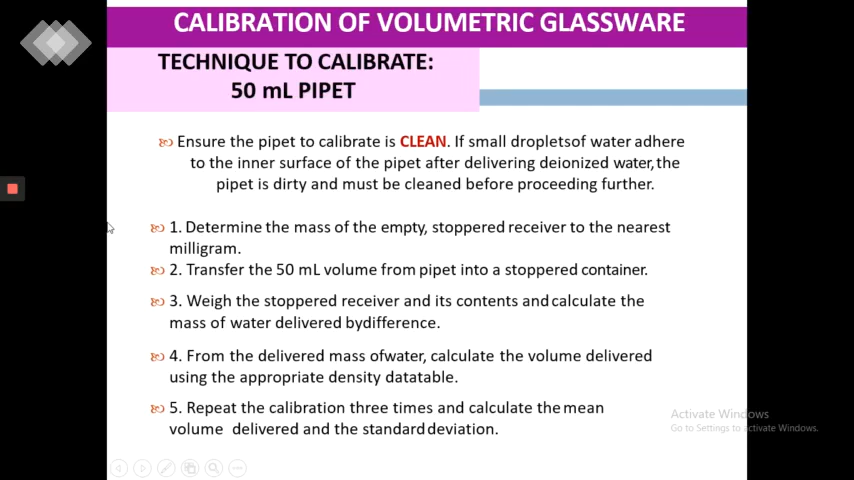 CALIBRATION OF VOLUMETRIC GLASSWARE
TECHNIQUE TO CALIBRATE:
50 mL PIPET
Ensure the pipet to calibrate is CLEAN. If small dropletsof water adhere
to the inner surface of the pipet after delivering deionized water,the
pipet is dirty and must be cleaned before proceeding further.
1. Determine the mass of the empty, stoppered receiver to the nearest
milligram.
2. Transfer the 50 mL volume from pipet into a stoppered container.
3. Weigh the stoppered receiver and its contents and calculate the
mass of water delivered bydifference.
4. From the delivered mass ofwater, calculate the volume delivered
using the appropriate density datatable.
5. Repeat the calibration three times and calculate the mean
volume delivered and the standard deviation.
Activate Windows
Go to Settings to activate Windows.